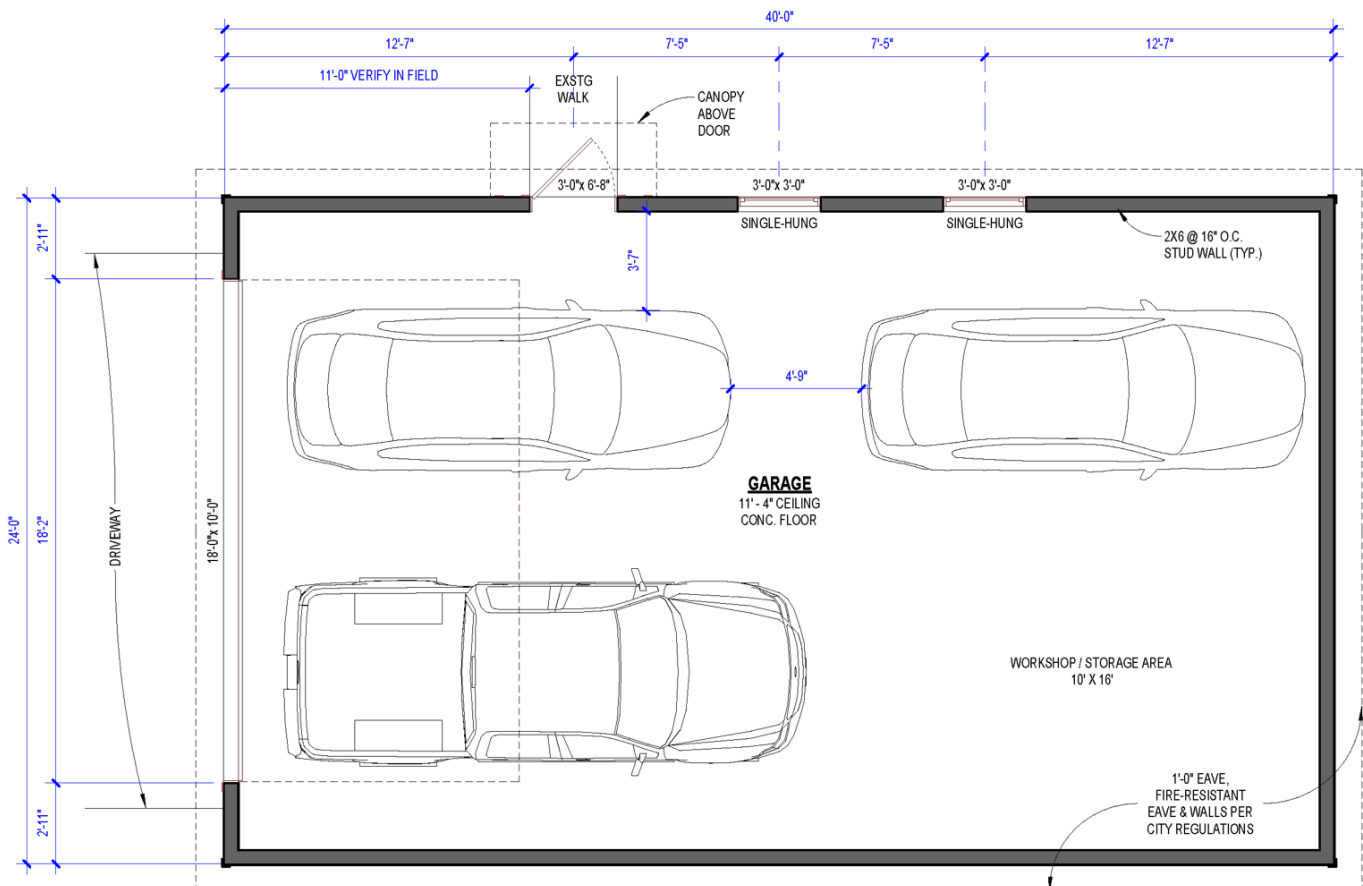 40'-0"
12'-7"
7'-5"
7'-5"
12'-7"
11'-0" VERIFY IN FIELD
EXSTG
WALK
CANOPY
ABOVE
DOOR
3'-0"x 6'-8"
3'-0"x 3'-0"
3'-0"x 3'-0"
SINGLE-HUNG
SINGLE-HUNG
2X6 @ 16" O.C.
STUD WALL (TYP.)
2'-11"
3'-7"
4'-9"
GARAGE
11' - 4" CEILING
CONC. FLOOR
24'-0"
18'-2"
DRIVEWAY
18'-0"x 10'-0"
WORKSHOP / STORAGE AREA
10' X 16'
2'-11"
1'-0" EAVE,
FIRE-RESISTANT
EAVE & WALLS PER
CITY REGULATIONS